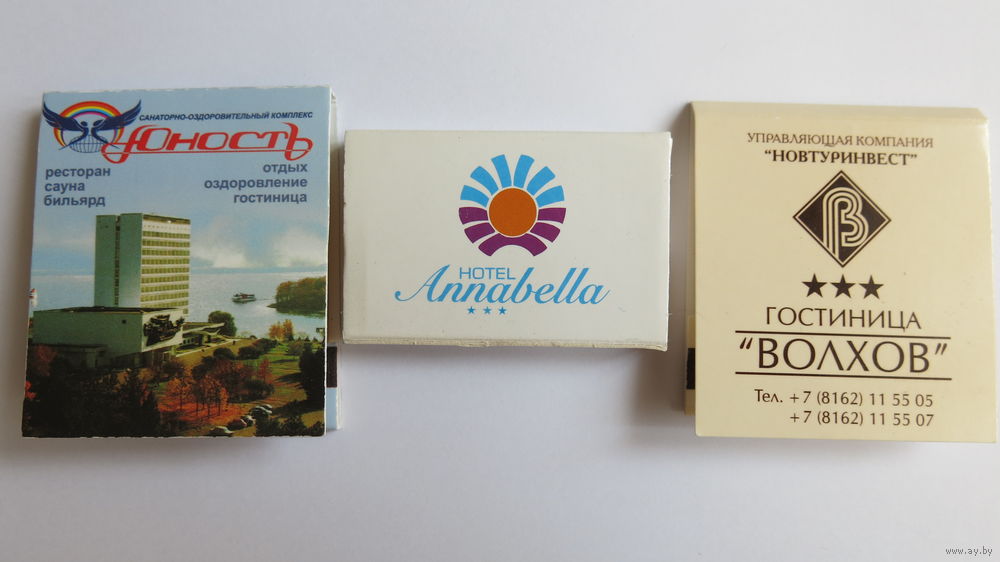 САНАТОРНО-ОЗДОРОВИТЕЛЬНЫЙ КОМПЛЕКС
Юность
ресторан
сауна
бильярд
отдых
оздоровление
гостиница
HOTEL
Annabella
УПРАВЛЯЮЩАЯ КОМПАНИЯ
"НОВТУРИНВЕСТ"
В
ГОСТИНИЦА
"ВОЛХОВ"
Тел. +7 (8162) 11 55 05
+7 (8162) 11 55 07
www.ay.by